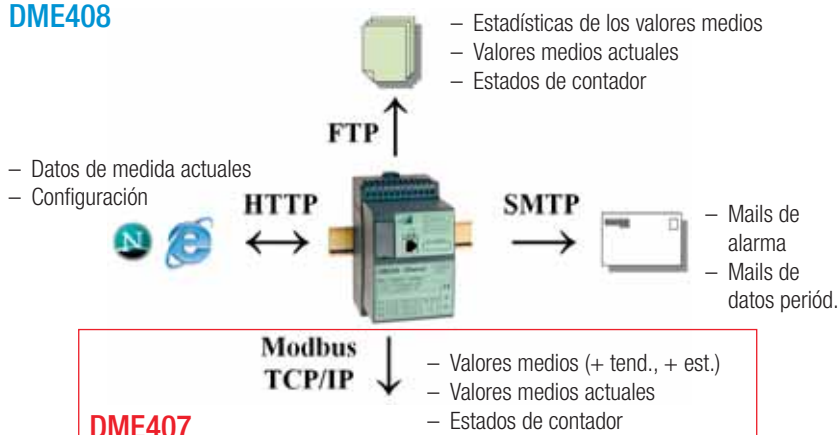 DME408
– Estadísticas de los valores medios
– Valores medios actuales
– Estados de contador
FTP
– Datos de medida actuales
– Configuración
HTTP
SMTP
– Mails de
alarma
– Mails de
datos periód.
N
Modbus
TCP/IP
– Valores medios (+ tend., + est.)
– Valores medios actuales
– Estados de contador
DME407